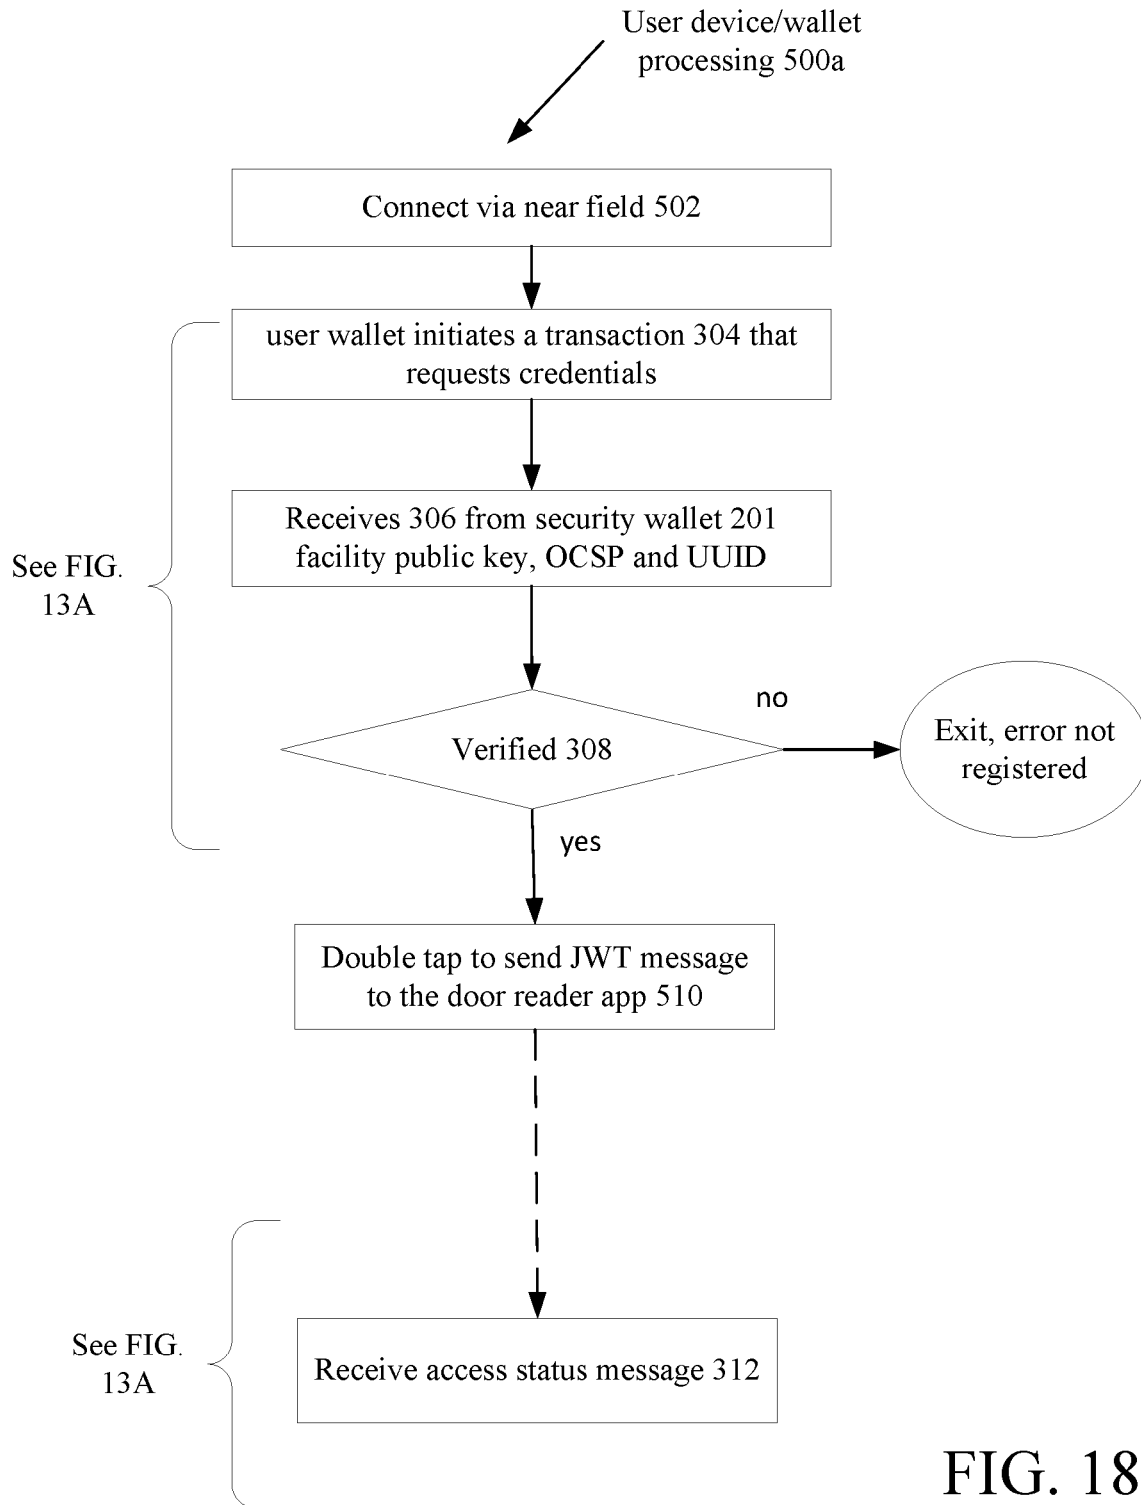 User device/wallet
processing 500a
Connect via near field 502
user wallet initiates a transaction 304 that
requests credentials
Receives 306 from security wallet 201
facility public key, OCSP and UUID
See FIG.
13A
Verified 308
no
Exit, error not
registered
yes
Double tap to send JWT message
to the door reader app 510
See FIG.
13A
Receive access status message 312
FIG. 18